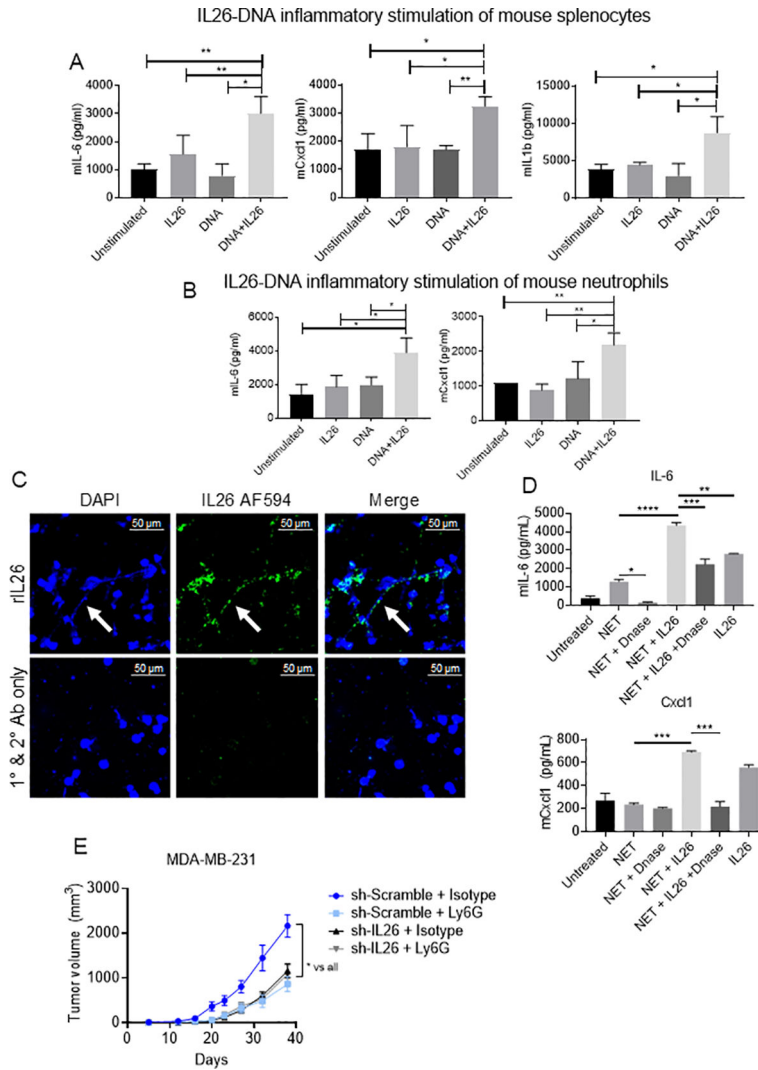 IL26-DNA inflammatory stimulation of mouse splenocytes
A
mIL-6 (pg/ml)
4000
3000
2000
1000
0
**
**
*
Unstimulated
IL26
DNA
DNA+IL26
mCxcl1 (pg/ml)
4000
3000
2000
1000
0
*
*
**
Unstimulated
IL26
DNA
DNA+IL26
mIL1b (pg/ml)
15000
10000
5000
0
*
*
*
Unstimulated
IL26
DNA
DNA+IL26
IL26-DNA inflammatory stimulation of mouse neutrophils
B
mIL-6 (pg/ml)
6000
4000
2000
0
*
*
*
Unstimulated
IL26
DNA
DNA+IL26
mCxcl1 (pg/ml)
3000
2000
1000
0
**
**
*
Unstimulated
IL26
DNA
DNA+IL26
C
DAPI
IL26 AF594
Merge
rIL26
50 µm
50 µm
50 µm
1° & 2° Ab only
50 µm
50 µm
50 µm
D
IL-6
mIL-6 (pg/mL)
6000
5000
4000
3000
2000
1000
0
**
***
****
*
Untreated
NET
NET + Dnase
NET + IL26
NET + IL26 +Dnase
IL26
Cxcl1
mCxcl1 (pg/mL)
800
600
400
200
0
***
***
Untreated
NET
NET + Dnase
NET + IL26
NET + IL26 +Dnase
IL26
E
MDA-MB-231
Tumor volume (mm³)
3000
2000
1000
0
0
10
20
30
40
Days
sh-Scramble + Isotype
sh-Scramble + Ly6G
sh-IL26 + Isotype
sh-IL26 + Ly6G
* vs all